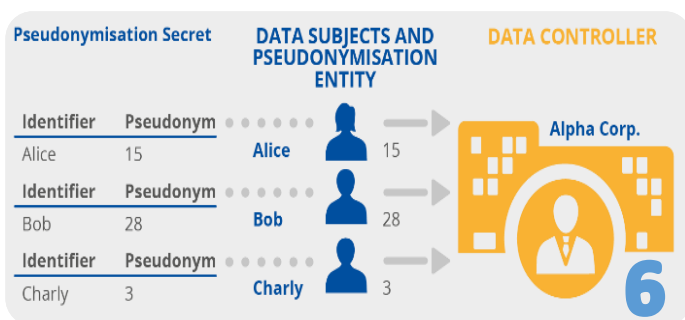 Pseudonymisation Secret
DATA SUBJECTS AND
PSEUDONYMISATION
ENTITY
DATA CONTROLLER
Identifier Pseudonym
Alice 15
Alice 15
Identifier Pseudonym
Bob 28
Bob 28
Identifier Pseudonym
Charly 3
Charly 3
Alpha Corp.
6